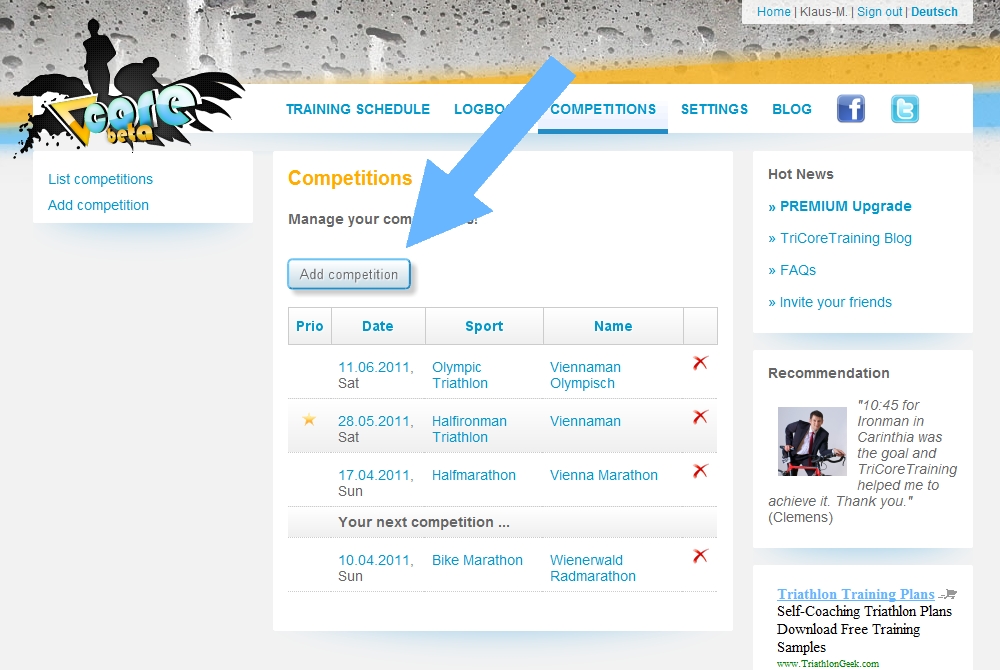 Home | Klaus-M. | Sign out | Deutsch
core
beta
TRAINING SCHEDULE
COMPETITIONS
SETTINGS
BLOG
f
t
List competitions
Add competition
Competitions
Manage your
Add competition
Prio Date Sport Name
11.06.2011, Sat Olympic Triathlon Viennaman Olympisch
28.05.2011, Sat Halfironman Triathlon Viennaman
17.04.2011, Sun Halfmarathon Vienna Marathon
Your next competition ...
10.04.2011, Sun Bike Marathon Wienerwald Radmarathon
Hot News
» PREMIUM Upgrade
» TriCoreTraining Blog
» FAQs
» Invite your friends
Recommendation
"10:45 for
Ironman in
Carinthia was
the goal and
TriCoreTraining
helped me to
achieve it. Thank you."
(Clemens)
Triathlon Training Plans
Self-Coaching Triathlon Plans
Download Free Training
Samples
www.TriathlonGeek.com